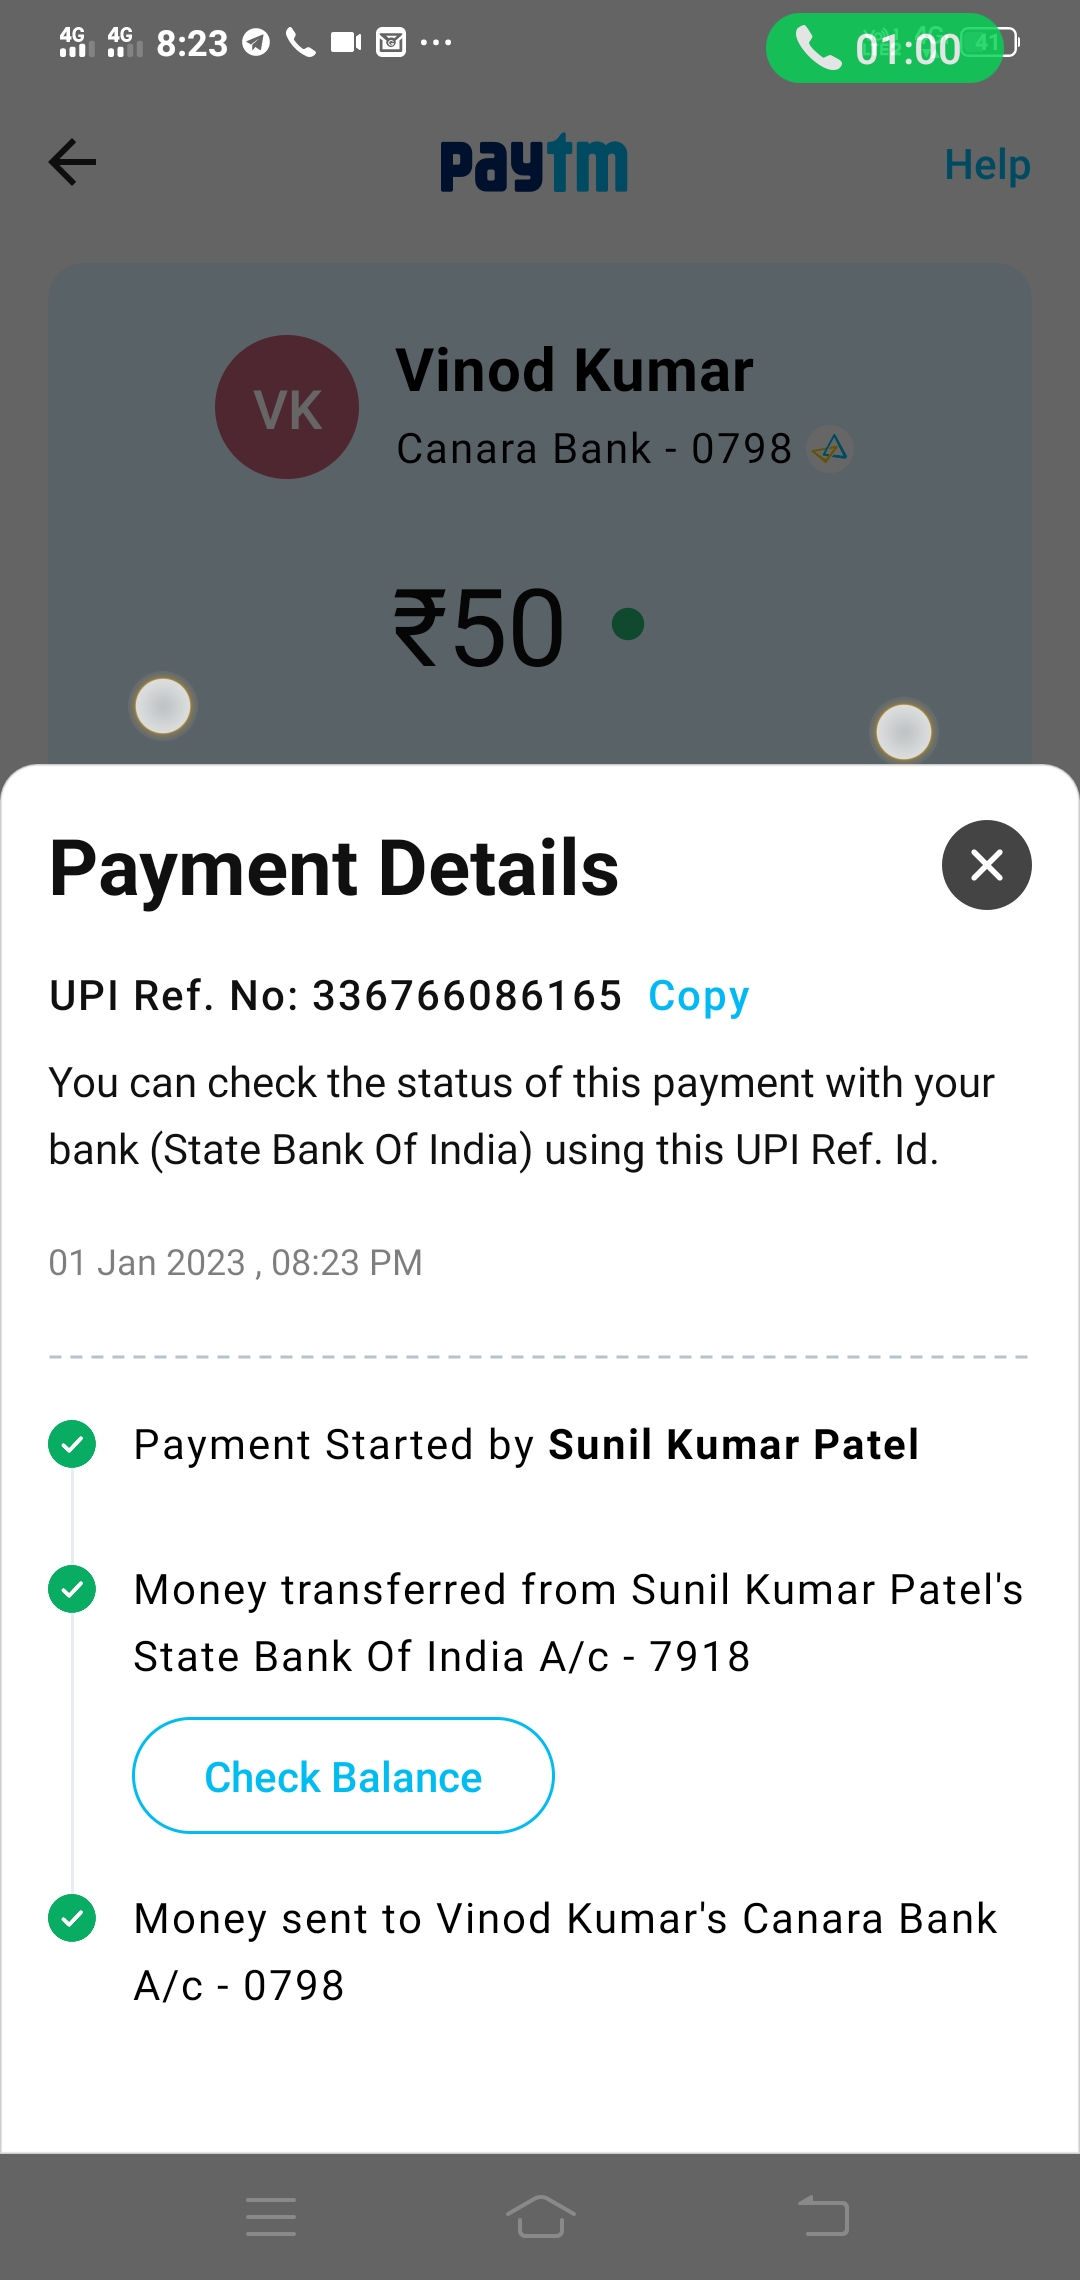 4G 4G 8:23 01:00
paytm
Help
VK
Vinod Kumar
Canara Bank - 0798
₹50
Payment Details
UPI Ref. No: 336766086165 Copy
You can check the status of this payment with your
bank (State Bank Of India) using this UPI Ref. Id.
01 Jan 2023 , 08:23 PM
Payment Started by Sunil Kumar Patel
Money transferred from Sunil Kumar Patel's
State Bank Of India A/c - 7918
Check Balance
Money sent to Vinod Kumar's Canara Bank
A/c - 0798